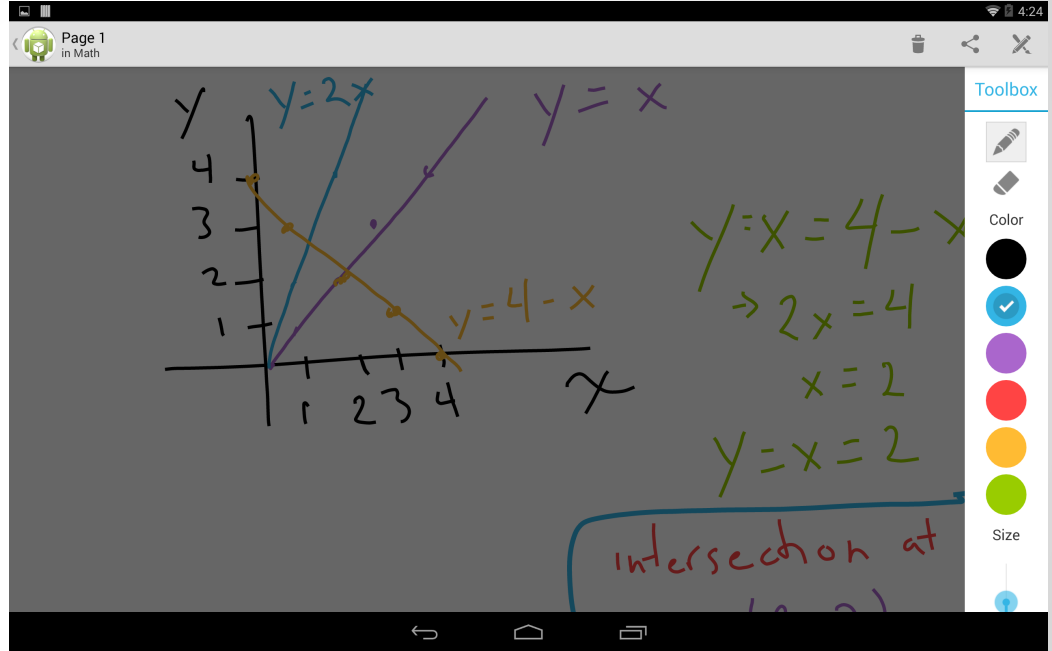 4:24
Page 1
in Math
Toolbox
Color
Size
y
y=2x
y = x
4
3
2
1
1 2 3 4
x
y = 4 - x
y = x = 4 - x
→ 2x = 4
x = 2
y = x = 2
intersection at